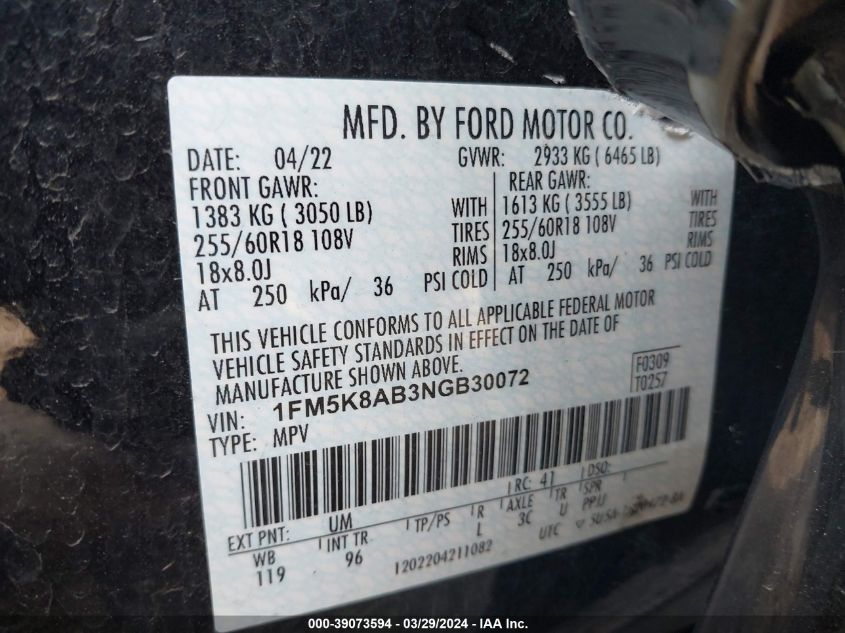 MFD. BY FORD MOTOR CO.
DATE: 04/22 GVWR: 2933 KG ( 6465 LB)
FRONT GAWR: REAR GAWR:
1383 KG ( 3050 LB) WITH 1613 KG ( 3555 LB) WITH
255/60R18 108V TIRES 255/60R18 108V TIRES
18x8.0J RIMS 18x8.0J RIMS
AT 250 kPa/ 36 PSI COLD AT 250 kPa/ 36 PSI COLD
THIS VEHICLE CONFORMS TO ALL APPLICABLE FEDERAL MOTOR
VEHICLE SAFETY STANDARDS IN EFFECT ON THE DATE OF
MANUFACTURE SHOWN ABOVE.
F0309
VIN: 1FM5K8AB3NGB30072 T0257
TYPE: MPV
EXT PNT: UM RC: 41 DSO:
WB INT TR TP/PS R AXLE TR SPR
119 96 L 3C U PPIJ
1202204211082 UTC
000-39073594 - 03/29/2024 - IAA Inc.